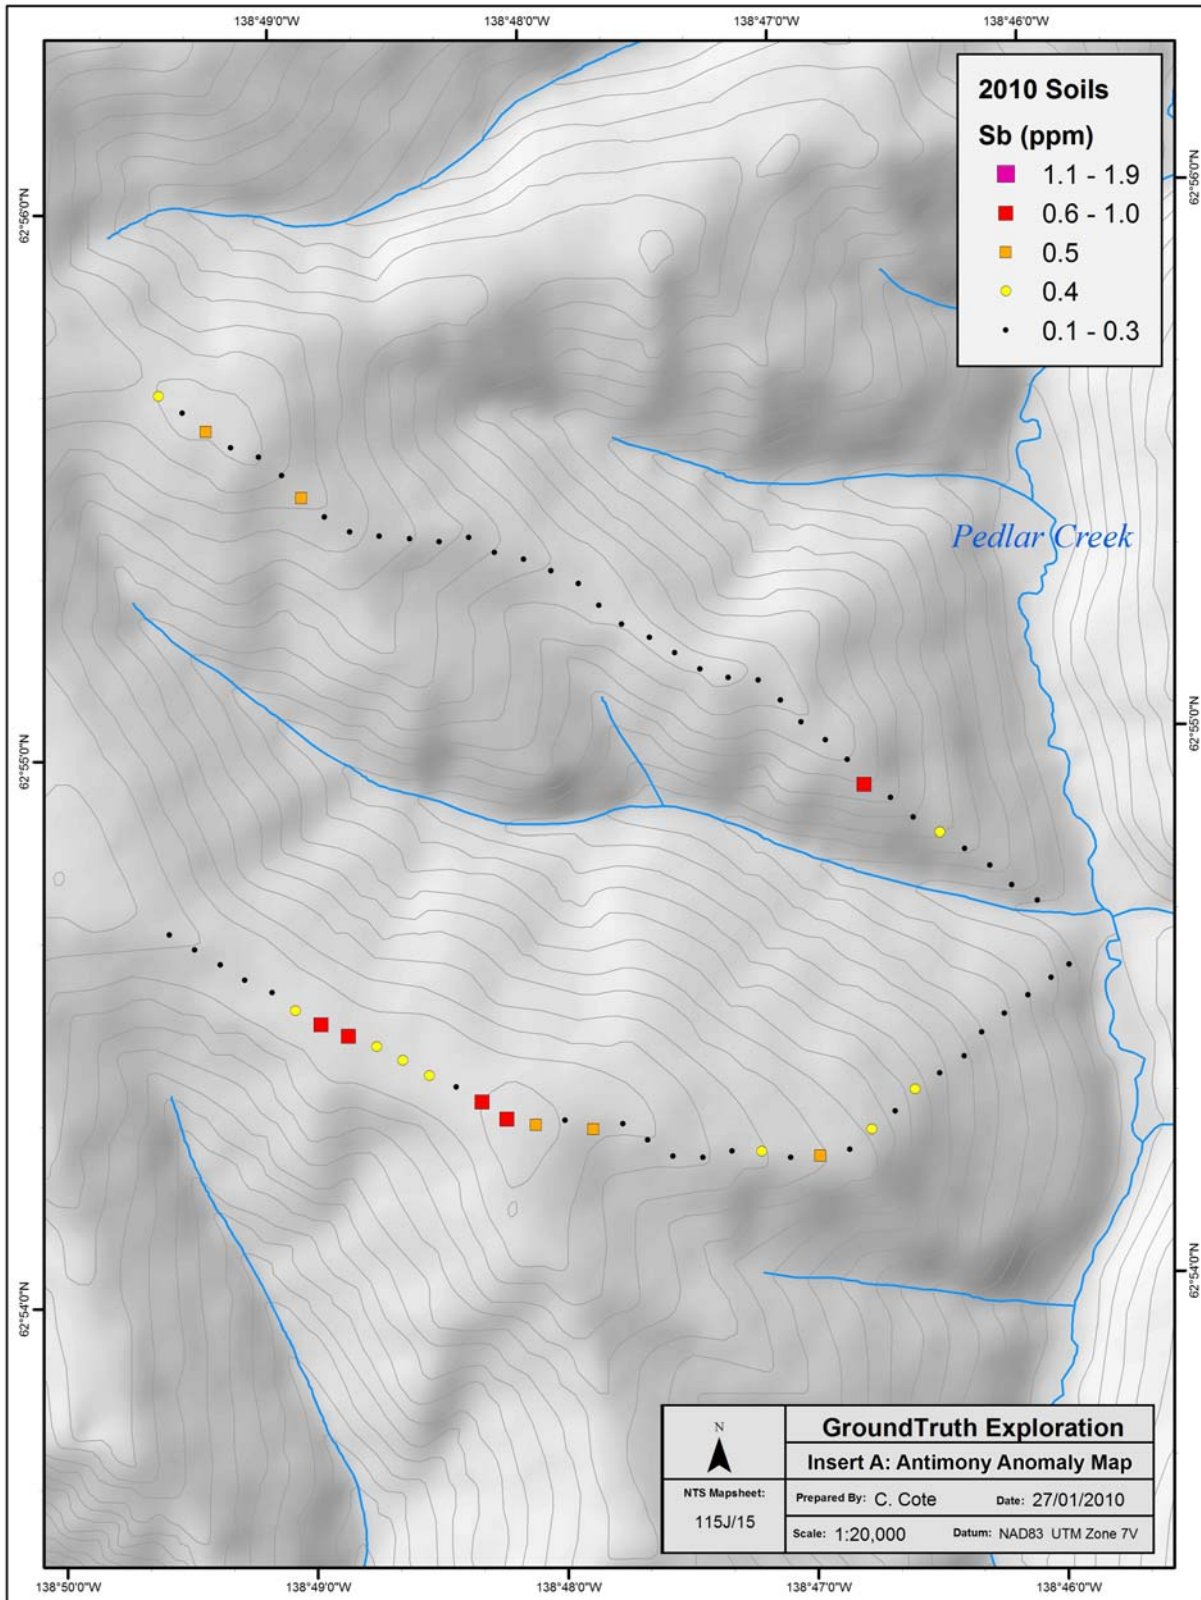 138°49'0"W 138°48'0"W 138°47'0"W 138°46'0"W
2010 Soils
Sb (ppm)
1.1 - 1.9
0.6 - 1.0
0.5
0.4
0.1 - 0.3
62°56'0"N
62°56'0"N
Pedlar Creek
62°55'0"N
62°55'0"N
62°54'0"N
62°54'0"N
N
NTS Mapsheet:
115J/15
GroundTruth Exploration
Insert A: Antimony Anomaly Map
Prepared By: C. Cote Date: 27/01/2010
Scale: 1:20,000 Datum: NAD83 UTM Zone 7V
138°50'0"W 138°49'0"W 138°48'0"W 138°47'0"W 138°46'0"W